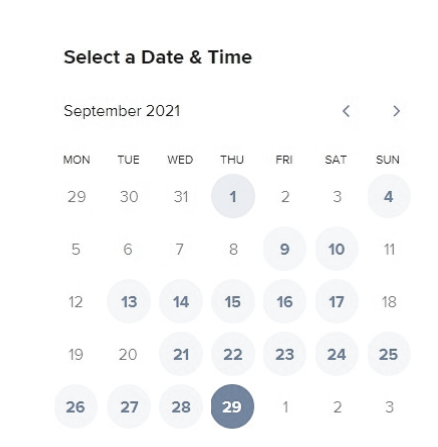 Select a Date & Time
September 2021
MON TUE WED THU FRI SAT SUN
29 30 31 1 2 3 4
5 6 7 8 9 10 11
12 13 14 15 16 17 18
19 20 21 22 23 24 25
26 27 28 29 1 2 3